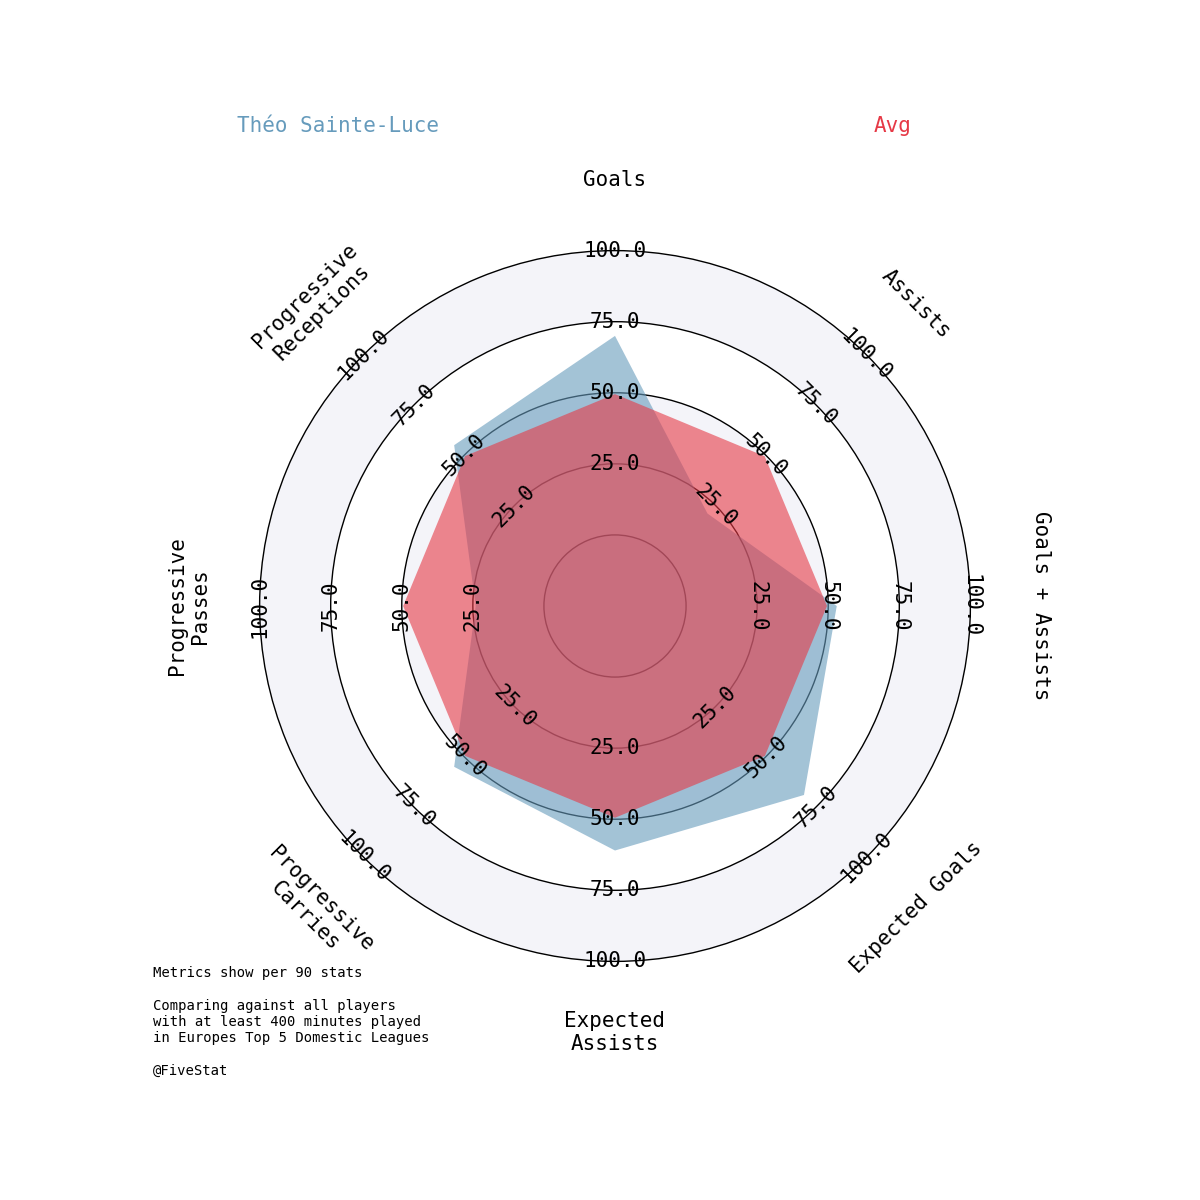 Théo Sainte-Luce
Avg
Goals
Assists
Goals + Assists
Expected Goals
Expected
Assists
Progressive
Carries
Progressive
Passes
Progressive
Receptions
25.0
50.0
75.0
100.0
25.0
50.0
75.0
100.0
25.0
50.0
75.0
100.0
25.0
50.0
75.0
100.0
25.0
50.0
75.0
100.0
25.0
50.0
75.0
100.0
25.0
50.0
75.0
100.0
25.0
50.0
75.0
100.0
Metrics show per 90 stats
Comparing against all players
with at least 400 minutes played
in Europes Top 5 Domestic Leagues
@FiveStat